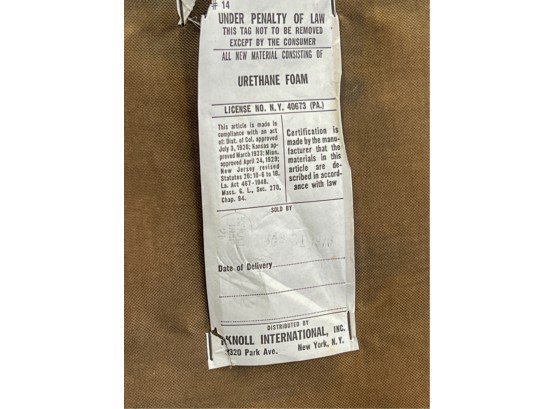 # 14
UNDER PENALTY OF LAW
THIS TAG NOT TO BE REMOVED
EXCEPT BY THE CONSUMER
ALL NEW MATERIAL CONSISTING OF
URETHANE FOAM
LICENSE NO. N.Y. 40673 (PA.)
This article is made in
compliance with an act
of: Dist. of Col. approved
July 3, 1926; Kansas ap-
proved March 1923; Minn.
approved April 24, 1929;
New Jersey revised
Statutes 26: 10-6 to 18,
La. Act 467-1948.
Mass. G. L., Sec. 270,
Chap. 94.
Certification is
made by the manu-
facturer that the
materials in this
article are de-
scribed in accord-
ance with law
SOLD BY
Date of Delivery
DISTRIBUTED BY
KNOLL INTERNATIONAL, INC.
320 Park Ave. New York, N.Y.